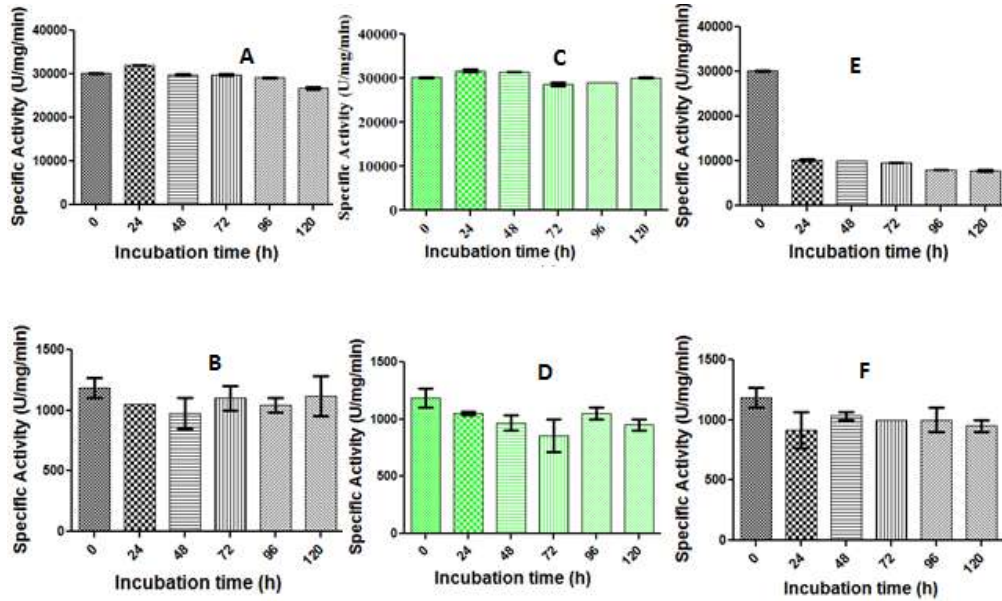 A
Specific Activity (U/mg/min)
40000
30000
20000
10000
0
0 24 48 72 96 120
Incubation time (h)
C
Specific Activity (U/mg/min)
40000
30000
20000
10000
0
0 24 48 72 96 120
Incubation time (h)
E
Specific Activity (U/mg/min)
40000
30000
20000
10000
0
0 24 48 72 96 120
Incubation time (h)
B
Specific Activity (U/mg/min)
1500
1000
500
0
0 24 48 72 96 120
Incubation time (h)
D
Specific Activity (U/mg/min)
1500
1000
500
0
0 24 48 72 96 120
Incubation time (h)
F
Specific Activity (U/mg/min)
1500
1000
500
0
0 24 48 72 96 120
Incubation time (h)